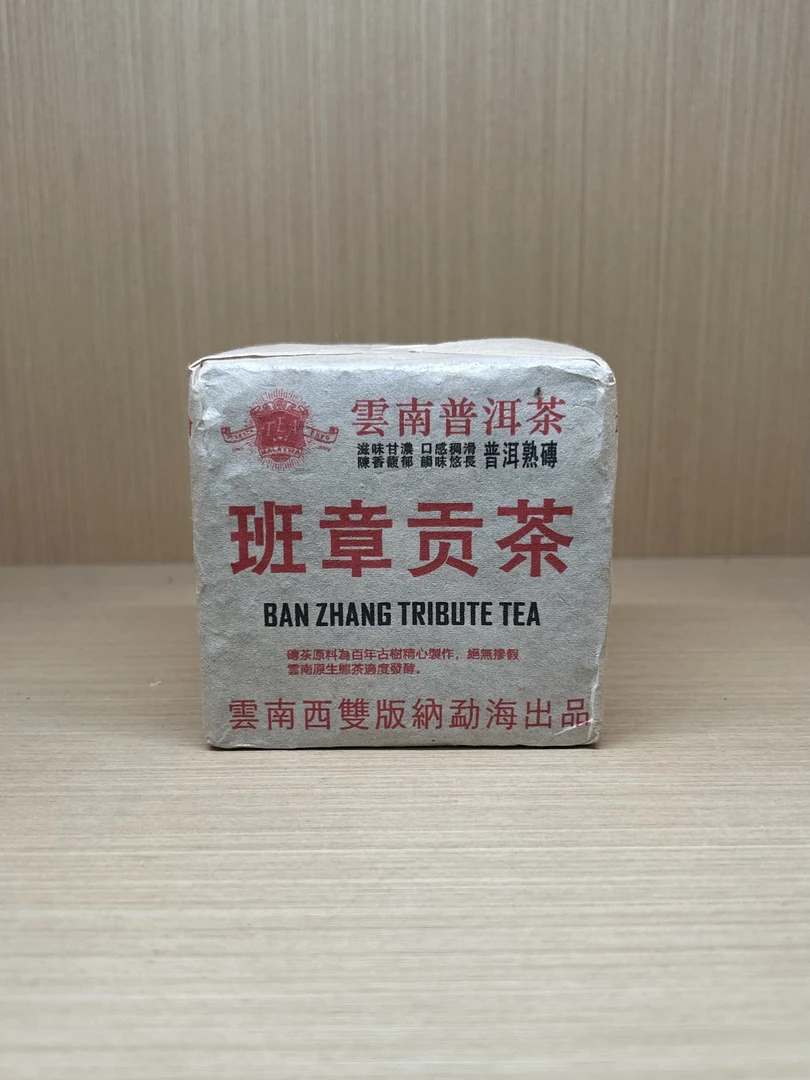 雲南普洱茶
滋味甘濃 口感稠滑
陳香馥郁 韻味悠長
普洱熟磚
班章贡茶
BAN ZHANG TRIBUTE TEA
磚茶原料為百年古樹精心製作，絕無摻假
雲南原生態茶適度發酵。
雲南西雙版納勐海出品